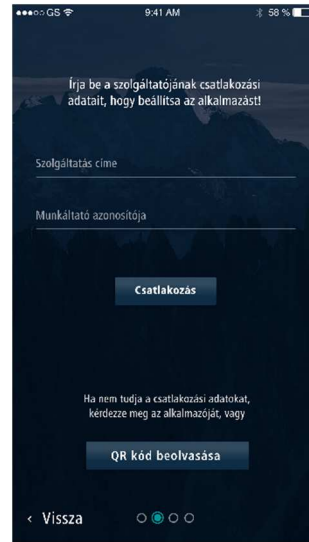 GS 9:41 AM 58 %
Írja be a szolgáltatójának csatlakozási
adatait, hogy beállítsa az alkalmazást!
Szolgáltatás címe
Munkáltató azonosítója
Csatlakozás
Ha nem tudja a csatlakozási adatokat,
kérdezze meg az alkalmazóját, vagy
QR kód beolvasása
< Vissza